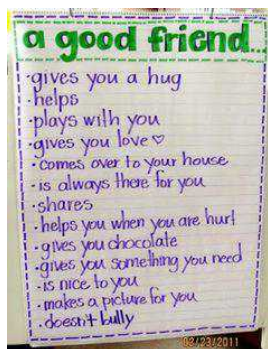 a good friend...
· gives you a hug
· helps
· plays with you
· gives you love ♡
· comes over to your house
· is always there for you
· shares
· helps you when you are hurt
· gives you chocolate
· gives you something you need
· is nice to you
· makes a picture for you
· doesn't bully
03/23/2011